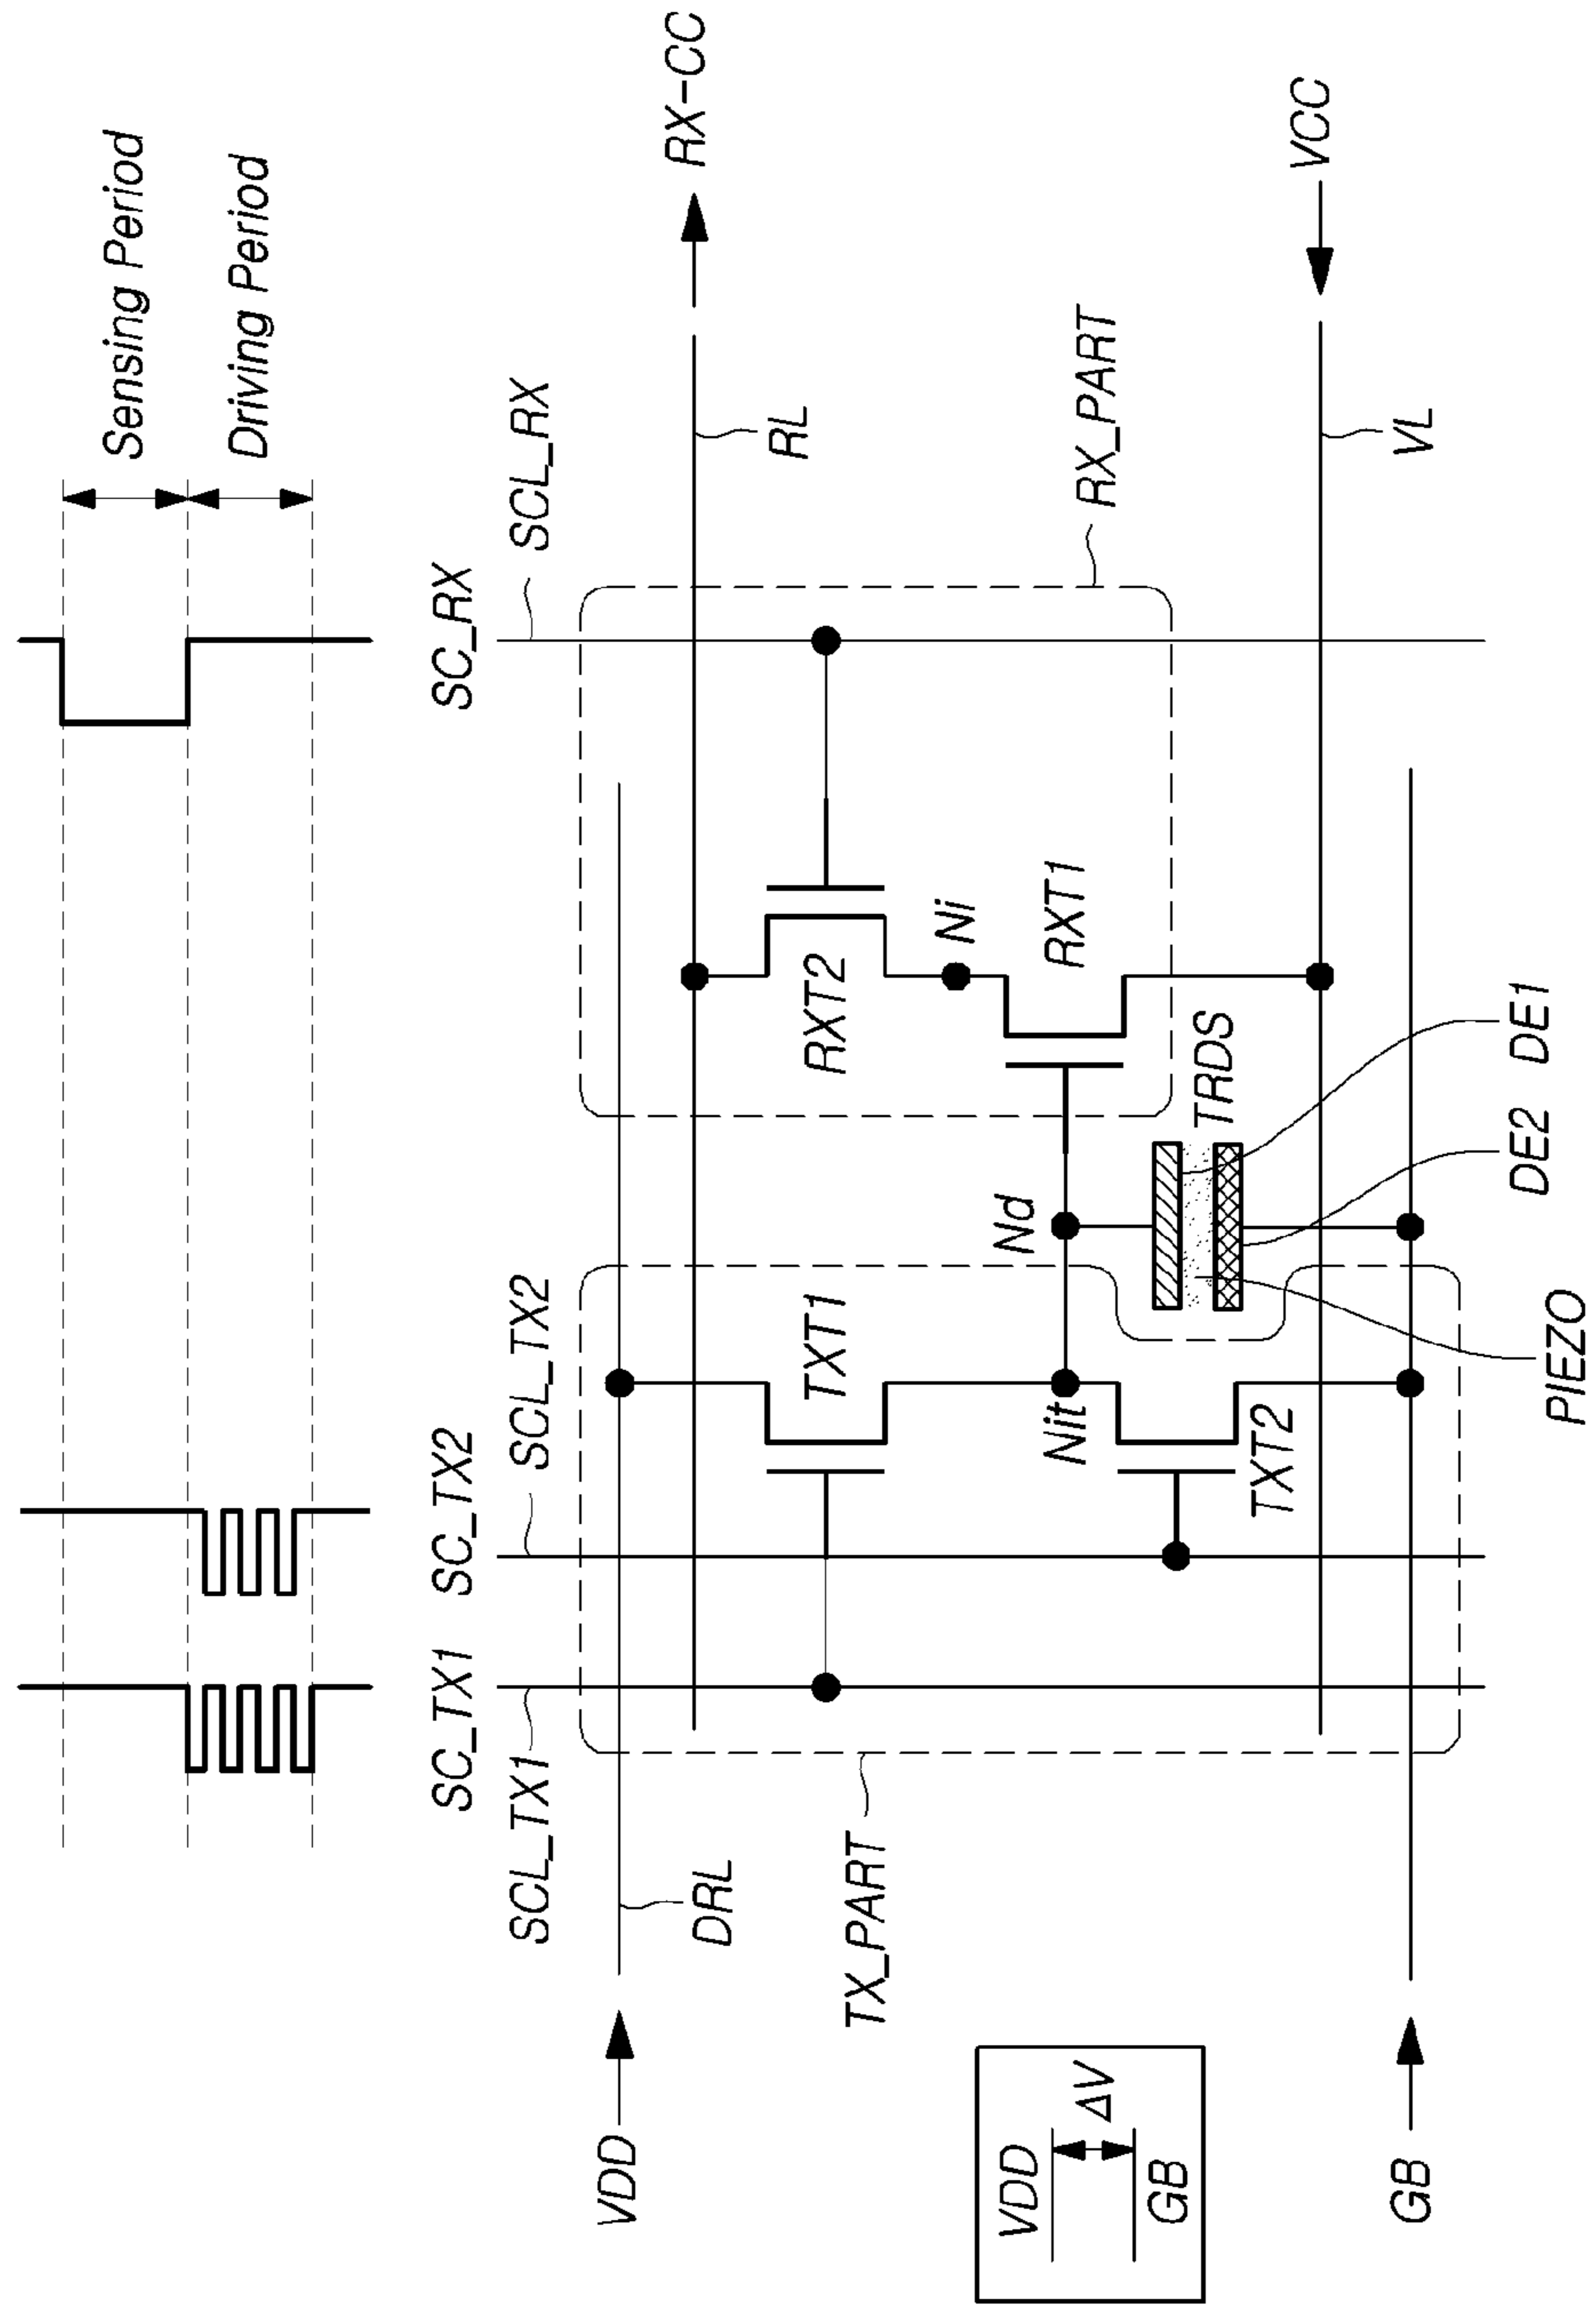 Sensing Period
Driving Period
SC_TX1
SC_TX2
SC_RX
SCL_TX1
SCL_TX2
SCL_RX
VDD
DRL
RL
RX-CC
TX_PART
TXT1
RXT2
Ni
Nd
Nit
RXT1
RX_PART
VDD
ΔV
GB
TXT2
TRDS
VCC
VL
GB
PIEZO
DE2
DE1